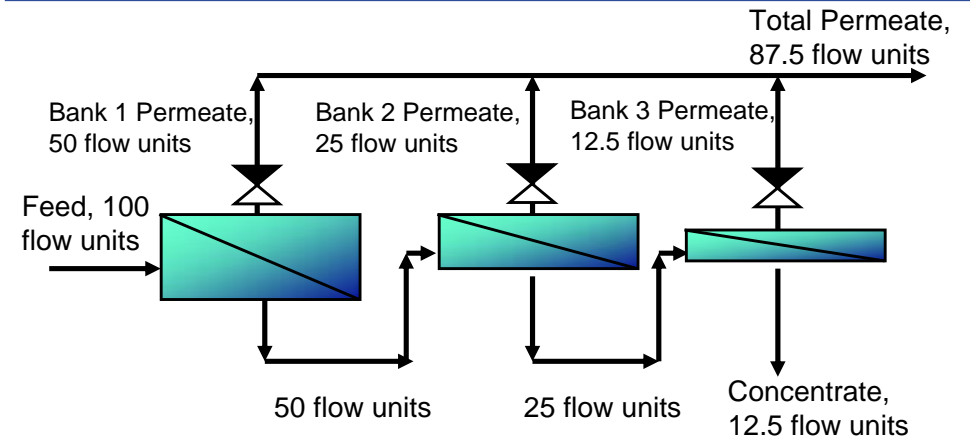 Total Permeate,
87.5 flow units
Bank 1 Permeate,
50 flow units
Bank 2 Permeate,
25 flow units
Bank 3 Permeate,
12.5 flow units
Feed, 100
flow units
50 flow units
25 flow units
Concentrate,
12.5 flow units